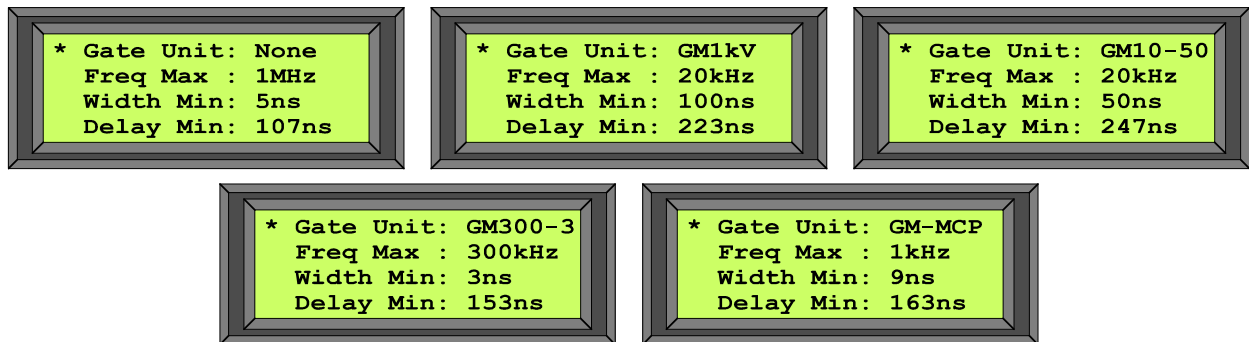 * Gate Unit: None
Freq Max : 1MHz
Width Min: 5ns
Delay Min: 107ns
* Gate Unit: GM1kV
Freq Max : 20kHz
Width Min: 100ns
Delay Min: 223ns
* Gate Unit: GM10-50
Freq Max : 20kHz
Width Min: 50ns
Delay Min: 247ns
* Gate Unit: GM300-3
Freq Max : 300kHz
Width Min: 3ns
Delay Min: 153ns
* Gate Unit: GM-MCP
Freq Max : 1kHz
Width Min: 9ns
Delay Min: 163ns